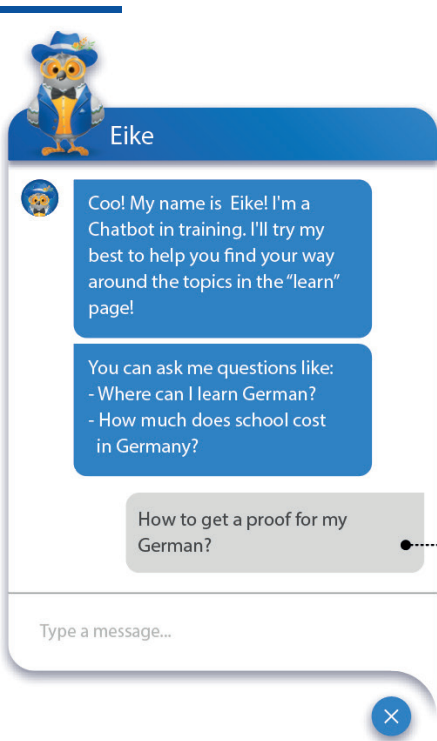 Eike
Coo! My name is Eike! I'm a
Chatbot in training. I'll try my
best to help you find your way
around the topics in the “learn”
page!
You can ask me questions like:
- Where can I learn German?
- How much does school cost
in Germany?
How to get a proof for my
German?
Type a message...